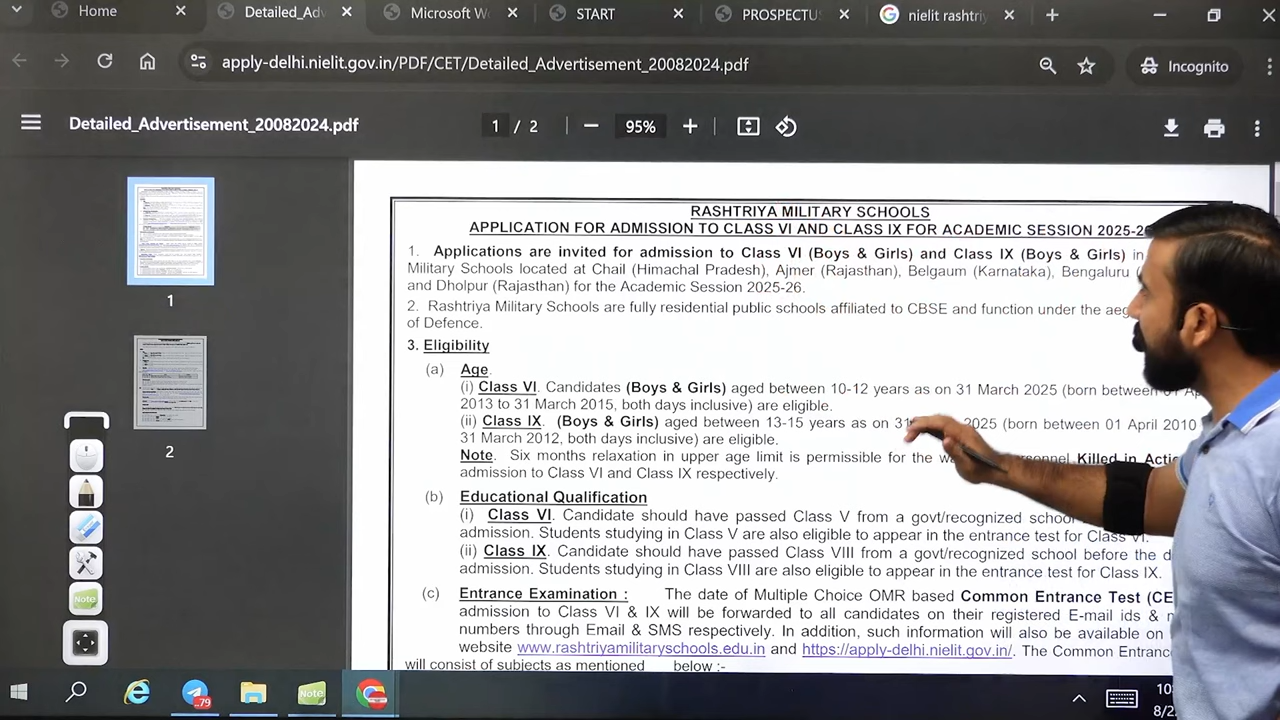 Home
Detailed_Adv
Microsoft W
START
PROSPECTUS
nielit rashtriy
apply-delhi.nielit.gov.in/PDF/CET/Detailed_Advertisement_20082024.pdf
Incognito
Detailed_Advertisement_20082024.pdf
1 / 2
95%
1
2
RASHTRIYA MILITARY SCHOOLS
APPLICATION FOR ADMISSION TO CLASS VI AND CLASS IX FOR ACADEMIC SESSION 2025-26
1. Applications are invited for admission to Class VI (Boys & Girls) and Class IX (Boys & Girls) in
Military Schools located at Chail (Himachal Pradesh), Ajmer (Rajasthan), Belgaum (Karnataka), Bengaluru (
and Dholpur (Rajasthan) for the Academic Session 2025-26.
2. Rashtriya Military Schools are fully residential public schools affiliated to CBSE and function under the aeg
of Defence.
3. Eligibility
(a) Age
(i) Class VI. Candidates (Boys & Girls) aged between 10-12 years as on 31 March 2025 (born between 01 Ap
2013 to 31 March 2015, both days inclusive) are eligible.
(ii) Class IX. (Boys & Girls) aged between 13-15 years as on 31 2025 (born between 01 April 2010
31 March 2012, both days inclusive) are eligible.
Note. Six months relaxation in upper age limit is permissible for the Killed in Acti
admission to Class VI and Class IX respectively.
(b) Educational Qualification
(i) Class VI. Candidate should have passed Class V from a govt/recognized school
admission. Students studying in Class V are also eligible to appear in the entrance test for Class VI.
(ii) Class IX. Candidate should have passed Class VIII from a govt/recognized school before the d
admission. Students studying in Class VIII are also eligible to appear in the entrance test for Class IX.
(c) Entrance Examination : The date of Multiple Choice OMR based Common Entrance Test (CE
admission to Class VI & IX will be forwarded to all candidates on their registered E-mail ids & m
numbers through Email & SMS respectively. In addition, such information will also be available on
website www.rashtriyamilitaryschools.edu.in and https://apply-delhi.nielit.gov.in/. The Common Entranc
will consist of subjects as mentioned below :-
Note
79
Note
10:
8/2